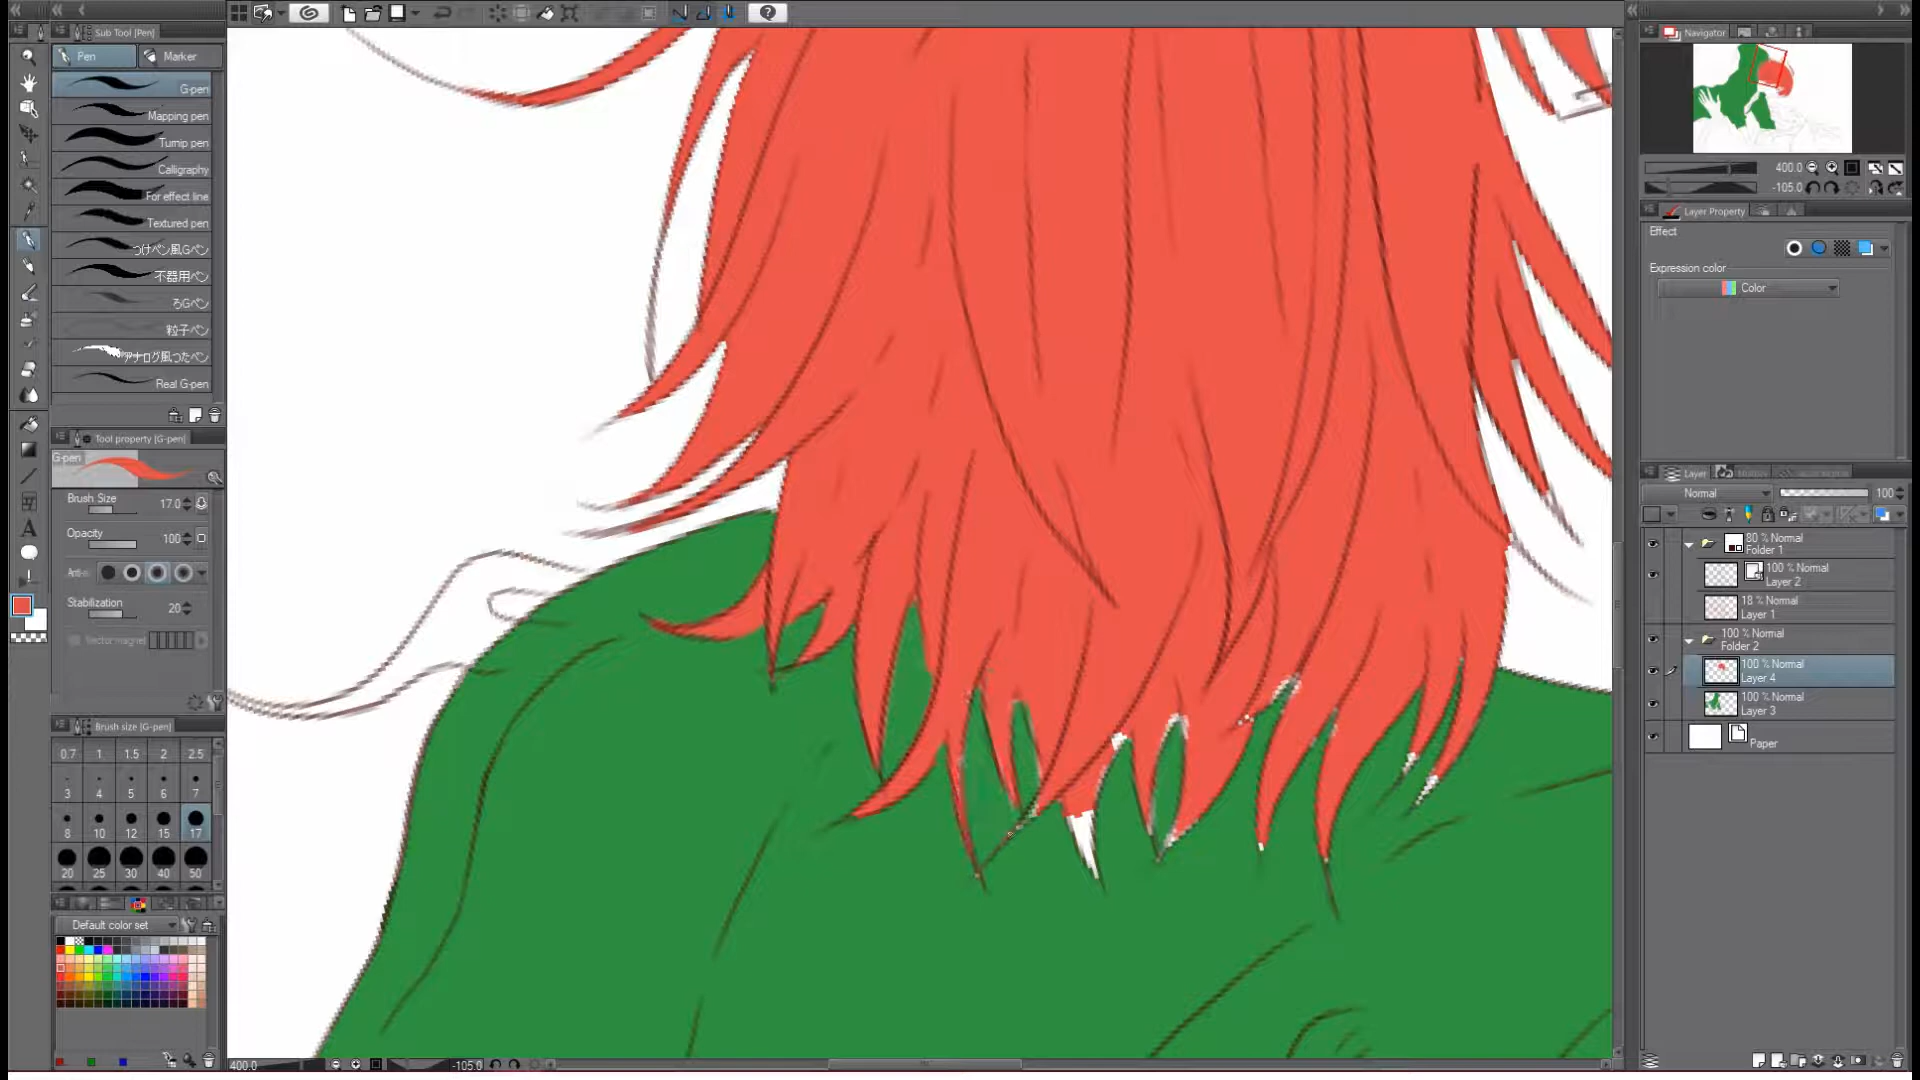 Sub Tool [Pen]
Pen
Marker
G-pen
Mapping pen
Turnip pen
Calligraphy
For effect line
Textured pen
つけペン風Gペン
不器用ペン
ろGペン
粒子ペン
アナログ風つたペン
Real G-pen
Tool property [G-pen]
G-pen
Brush Size
17.0
Opacity
100
Stabilization
20
Vector magnet
Brush size [G-pen]
0.7 1 1.5 2 2.5
3 4 5 6 7
8 10 12 15 17
20 25 30 40 50
Default color set
400.0
-105.0
Navigator
400.0
-105.0
Layer Property
Effect
Expression color
Color
Layer
Normal
100
80 % Normal
Folder 1
100 % Normal
Layer 2
18 % Normal
Layer 1
100 % Normal
Folder 2
100 % Normal
Layer 4
100 % Normal
Layer 3
Paper